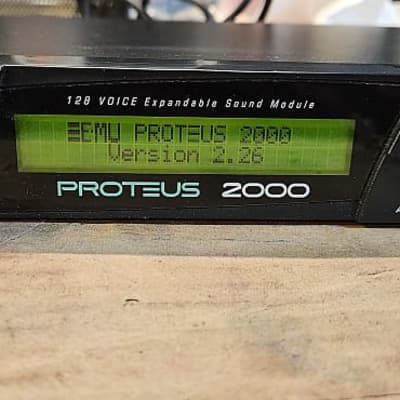 128 VOICE Expandable Sound Module
EMU PROTEUS 2000
Version 2.26
PROTEUS 2000